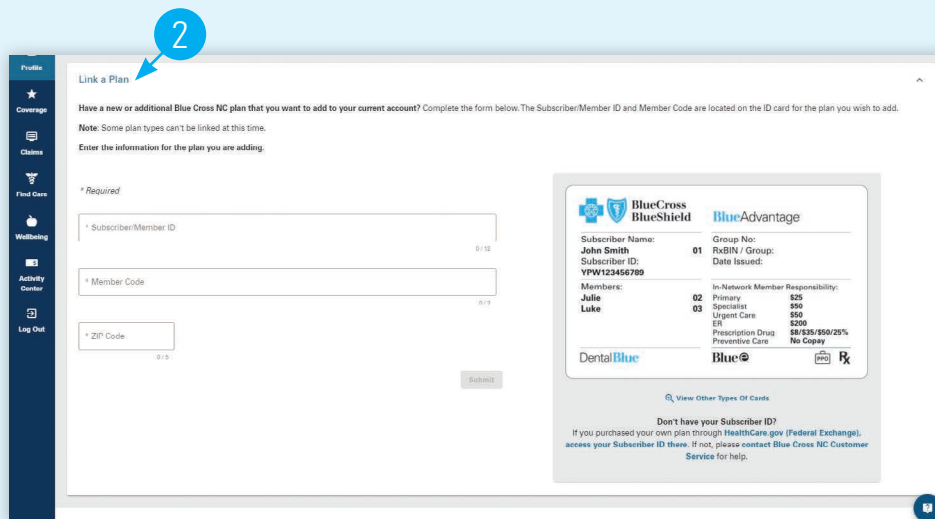 2
Profile
Coverage
Claims
Find Care
Wellbeing
Activity
Center
Log Out
Link a Plan
Have a new or additional Blue Cross NC plan that you want to add to your current account? Complete the form below. The Subscriber/Member ID and Member Code are located on the ID card for the plan you wish to add.
Note: Some plan types can't be linked at this time.
Enter the information for the plan you are adding.
* Required
* Subscriber/Member ID
0 / 12
* Member Code
* ZIP Code
0 / 5
Submit
BlueCross
BlueShield
BlueAdvantage
Subscriber Name:
John Smith 01
Subscriber ID:
YPW123456789
Group No:
RxBIN / Group:
Date Issued:
Members:
Julie 02
Luke 03
In-Network Member Responsibility:
Primary $25
Specialist $50
Urgent Care $50
ER $200
Prescription Drug $8/$35/$50/25%
Preventive Care No Copay
DentalBlue
Blue e
PPO
Rx
View Other Types Of Cards
Don't have your Subscriber ID?
If you purchased your own plan through HealthCare.gov (Federal Exchange),
access your Subscriber ID there. If not, please contact Blue Cross NC Customer
Service for help.